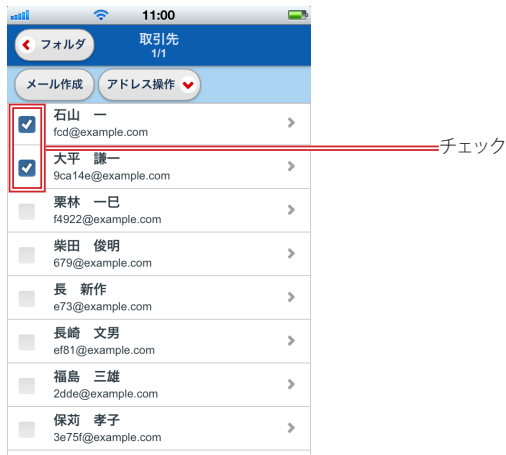 11:00
フォルダ
取引先
1/1
メール作成
アドレス操作
石山　一
fcd@example.com
チェック
大平　謙一
9ca14e@example.com
栗林　一巳
f4922@example.com
柴田　俊明
679@example.com
長　新作
e73@example.com
長崎　文男
ef81@example.com
福島　三雄
2dde@example.com
保苅　孝子
3e75f@example.com